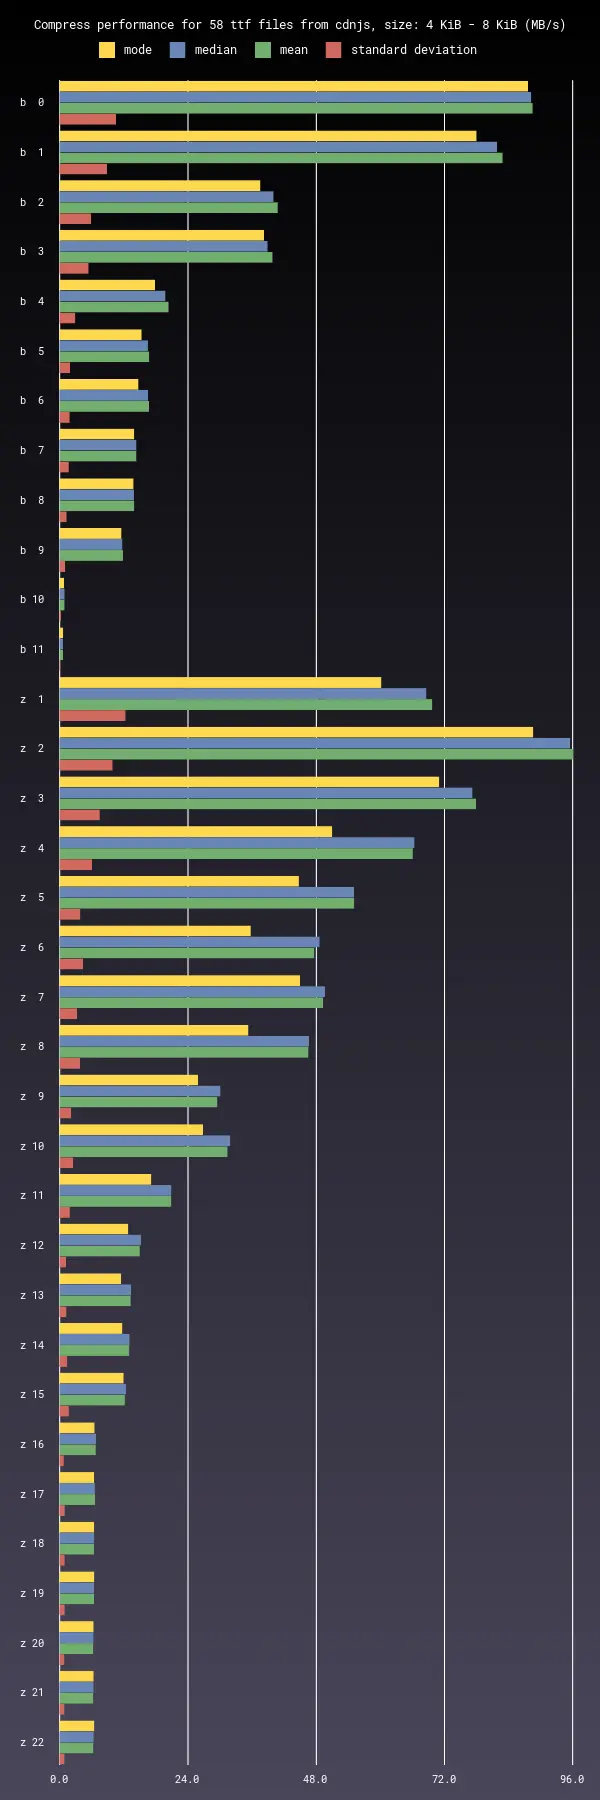 Compress performance for 58 ttf files from cdnjs, size: 4 KiB - 8 KiB (MB/s)
mode median mean standard deviation
b 0
b 1
b 2
b 3
b 4
b 5
b 6
b 7
b 8
b 9
b 10
b 11
z 1
z 2
z 3
z 4
z 5
z 6
z 7
z 8
z 9
z 10
z 11
z 12
z 13
z 14
z 15
z 16
z 17
z 18
z 19
z 20
z 21
z 22
0.0 24.0 48.0 72.0 96.0